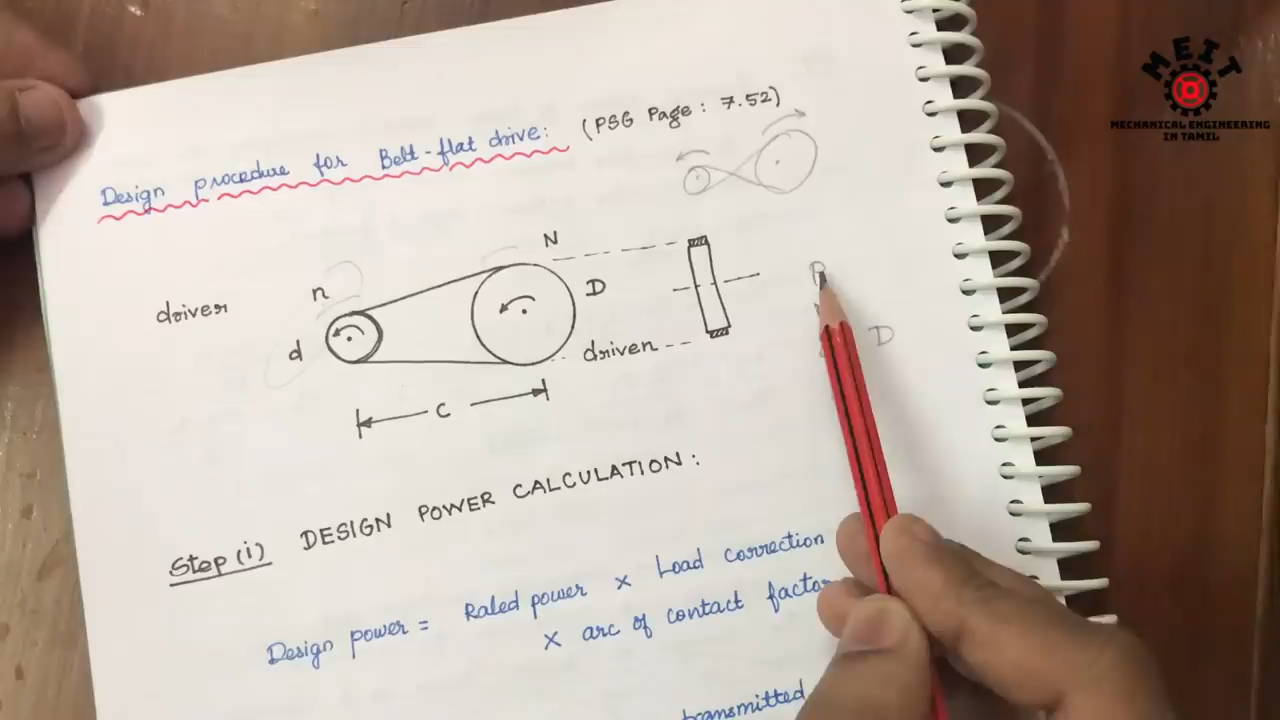 MEIT
MECHANICAL ENGINEERING
IN TAMIL
Design procedure for Belt-flat drive: (PSG Page: 7.52)
N
n
D
driver
d
driven
C
P
D
Step (i) DESIGN POWER CALCULATION:
Design power = Rated power × Load correction
× arc of contact factor
transmitted